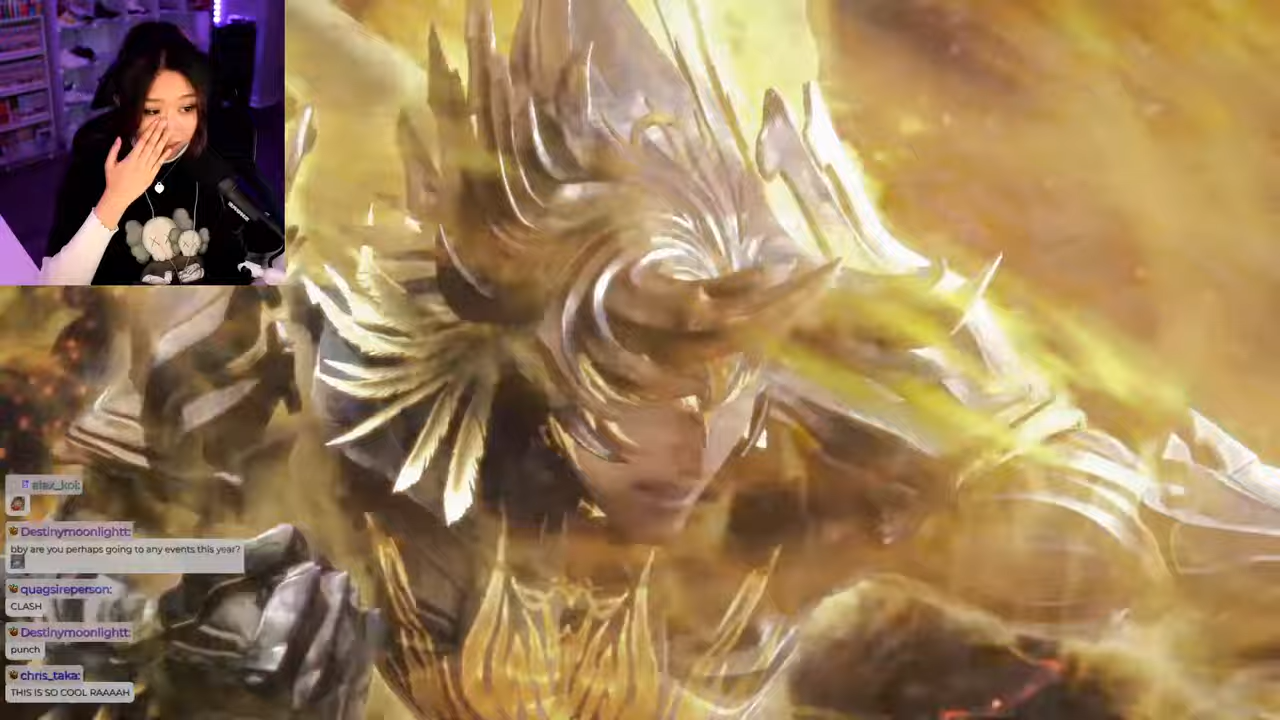 alex_koi:
Destinymoonlightt:
bby are you perhaps going to any events this year?
quagsireperson:
CLASH
Destinymoonlightt:
punch
chris_taka:
THIS IS SO COOL RAAAAH